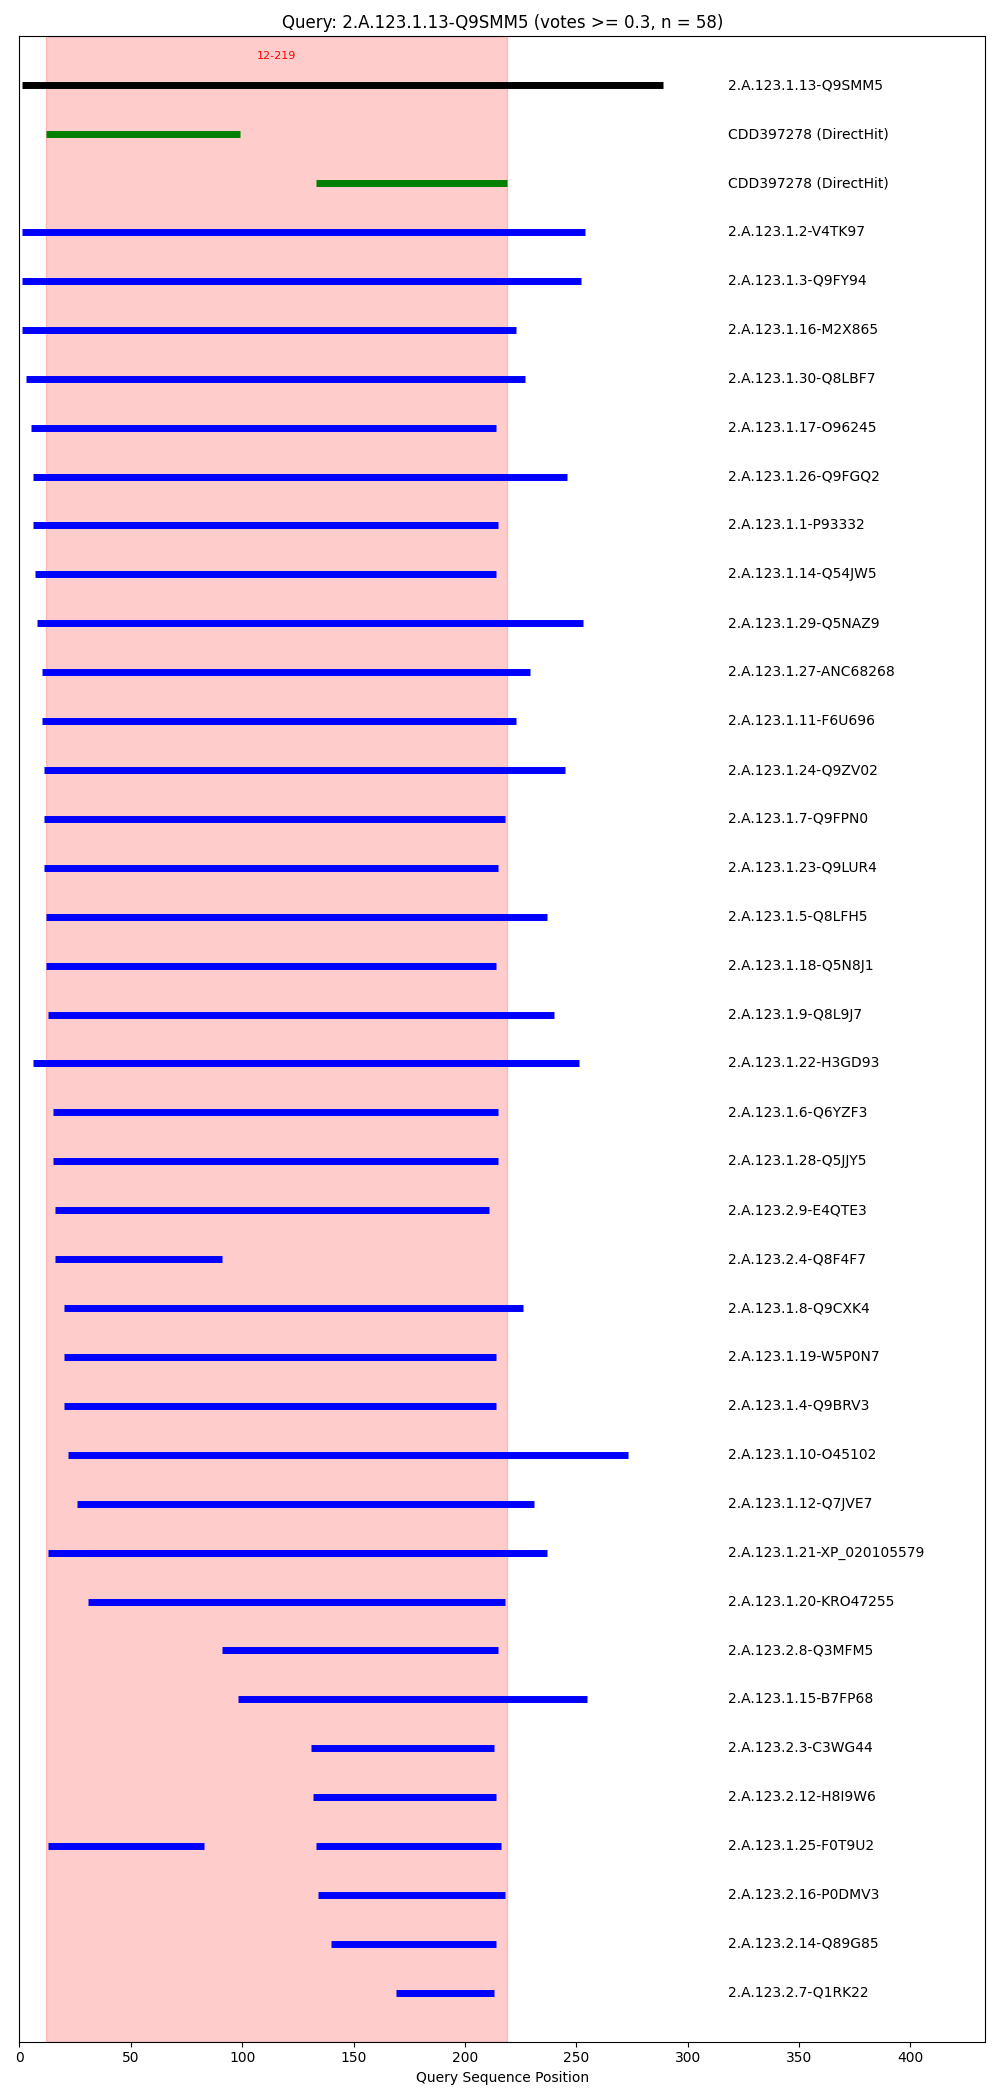 Query: 2.A.123.1.13-Q9SMM5 (votes >= 0.3, n = 58)
12-219
2.A.123.1.13-Q9SMM5
CDD397278 (DirectHit)
CDD397278 (DirectHit)
2.A.123.1.2-V4TK97
2.A.123.1.3-Q9FY94
2.A.123.1.16-M2X865
2.A.123.1.30-Q8LBF7
2.A.123.1.17-O96245
2.A.123.1.26-Q9FGQ2
2.A.123.1.1-P93332
2.A.123.1.14-Q54JW5
2.A.123.1.29-Q5NAZ9
2.A.123.1.27-ANC68268
2.A.123.1.11-F6U696
2.A.123.1.24-Q9ZV02
2.A.123.1.7-Q9FPN0
2.A.123.1.23-Q9LUR4
2.A.123.1.5-Q8LFH5
2.A.123.1.18-Q5N8J1
2.A.123.1.9-Q8L9J7
2.A.123.1.22-H3GD93
2.A.123.1.6-Q6YZF3
2.A.123.1.28-Q5JJY5
2.A.123.2.9-E4QTE3
2.A.123.2.4-Q8F4F7
2.A.123.1.8-Q9CXK4
2.A.123.1.19-W5P0N7
2.A.123.1.4-Q9BRV3
2.A.123.1.10-O45102
2.A.123.1.12-Q7JVE7
2.A.123.1.21-XP_020105579
2.A.123.1.20-KRO47255
2.A.123.2.8-Q3MFM5
2.A.123.1.15-B7FP68
2.A.123.2.3-C3WG44
2.A.123.2.12-H8I9W6
2.A.123.1.25-F0T9U2
2.A.123.2.16-P0DMV3
2.A.123.2.14-Q89G85
2.A.123.2.7-Q1RK22
0 50 100 150 200 250 300 350 400
Query Sequence Position